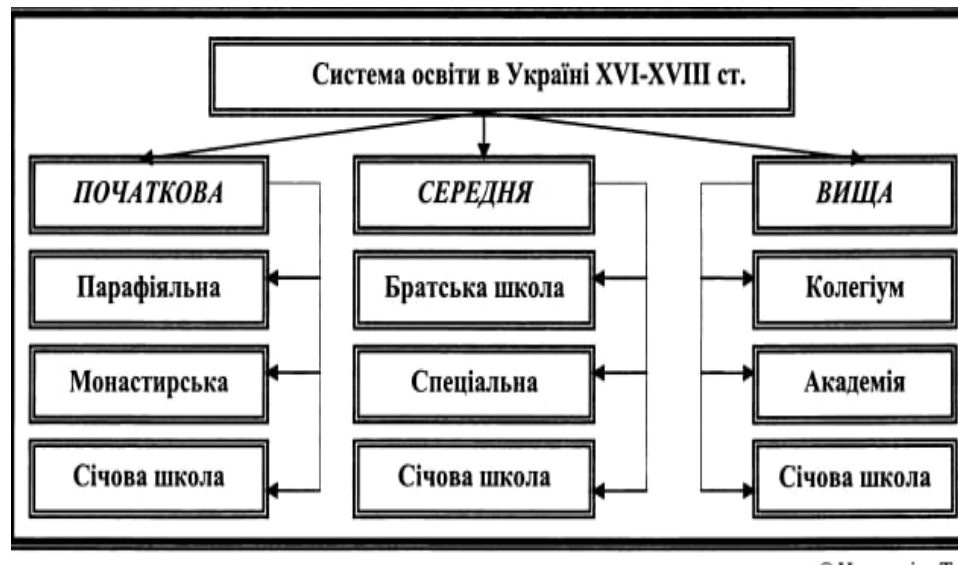 Система освіти в Україні XVI-XVIII ст.
ПОЧАТКОВА
Парафіяльна
Монастирська
Січова школа
СЕРЕДНЯ
Братська школа
Спеціальна
Січова школа
ВИЩА
Колегіум
Академія
Січова школа